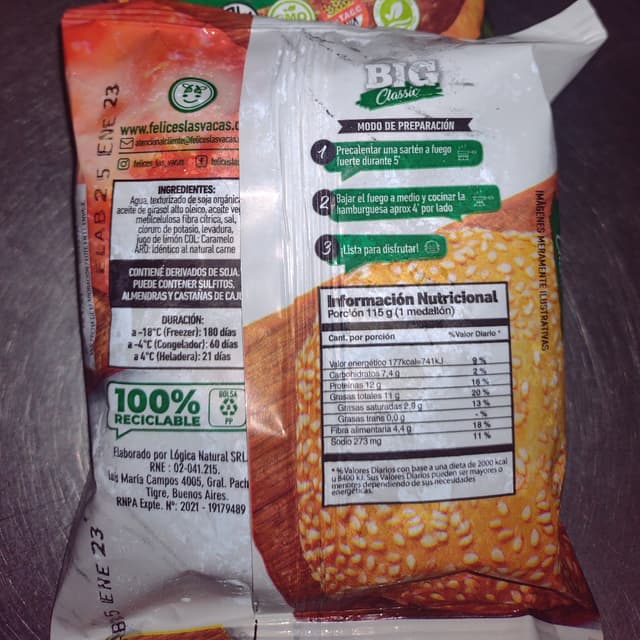 ELAB 25 ENE 23
www.feliceslasvacas.c
atencionalcliente@feliceslasvacas.
felices_las_vacas feliceslas
INGREDIENTES:
Agua, texturizado de soja orgánica
aceite de girasol alto oleico, aceite ve
metilcelulosa fibra cítrica, sal,
cloruro de potasio, levadura,
jugo de limón COL: Caramelo
ARO: idéntico al natural carne
CONTIENE DERIVADOS DE SOJA.
PUEDE CONTENER SULFITOS,
ALMENDRAS Y CASTAÑAS DE CAJU
DURACIÓN:
a -18°C (Freezer): 180 días
a -4°C (Congelador): 60 días
a 4°C (Heladera): 21 días
100%
RECICLABLE
BOLSA
PP
Elaborado por Lógica Natural SRL.
RNE : 02-041.215.
is María Campos 4005, Gral. Pach
Tigre, Buenos Aires.
RNPA Expte. N°: 2021 - 19179489
ENE 23
BIG
Classic
MODO DE PREPARACIÓN
1 Precalentar una sartén a fuego
fuerte durante 5'
2 Bajar el fuego a medio y cocinar la
hamburguesa aprox 4' por lado
3 ¡Lista para disfrutar!
IMÁGENES MERAMENTE ILUSTRATIVAS
Información Nutricional
Porción 115 g (1 medallón)
Cant. por porción %Valor Diario *
Valor energético 177kcal=741kJ 9 %
Carbohidratos 7,4 g 2 %
Proteínas 12 g 16 %
Grasas totales 11 g 20 %
Grasas saturadas 2,9 g 13 %
Grasas trans 0,0 g - %
Fibra alimentaria 4,4 g 18 %
Sodio 273 mg 11 %
* % Valores Diarios con base a una dieta de 2000 kcal
u 8400 kJ. Sus Valores Diarios pueden ser mayores o
menores dependiendo de sus necesidades
energéticas.